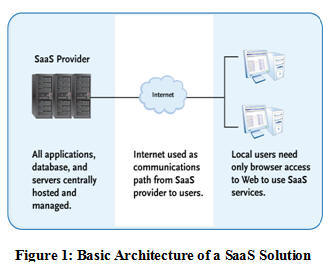 SaaS Provider
Internet
All applications,
database, and
servers centrally
hosted and
managed.
Internet used as
communications
path from SaaS
provider to users.
Local users need
only browser access
to Web to use SaaS
services.
Figure 1: Basic Architecture of a SaaS Solution